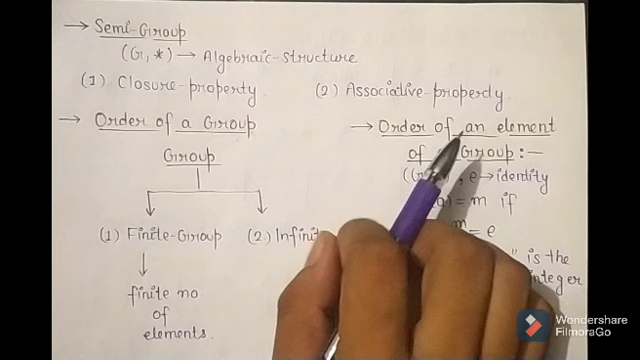 → Semi-Group
(G, *) → Algebraic-structure
(1) Closure-property
(2) Associative-property.
→ Order of a Group
Group
(1) Finite-Group
(2) Infinit
finite no
of
elements.
→ Order of an element
of Group :—
, e → identity
= m if
m = e
" is the
nteger
Wondershare
FilmoraGo